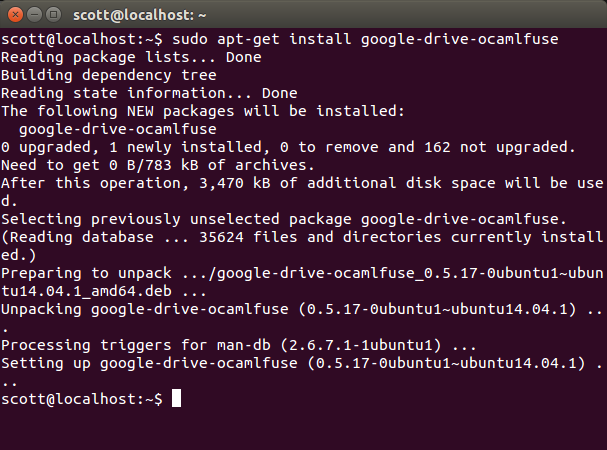 scott@localhost: ~
scott@localhost:~$ sudo apt-get install google-drive-ocamlfuse
Reading package lists... Done
Building dependency tree
Reading state information... Done
The following NEW packages will be installed:
  google-drive-ocamlfuse
0 upgraded, 1 newly installed, 0 to remove and 162 not upgraded.
Need to get 0 B/783 kB of archives.
After this operation, 3,470 kB of additional disk space will be use
d.
Selecting previously unselected package google-drive-ocamlfuse.
(Reading database ... 35624 files and directories currently install
ed.)
Preparing to unpack .../google-drive-ocamlfuse_0.5.17-0ubuntu1~ubun
tu14.04.1_amd64.deb ...
Unpacking google-drive-ocamlfuse (0.5.17-0ubuntu1~ubuntu14.04.1) ..
.
Processing triggers for man-db (2.6.7.1-1ubuntu1) ...
Setting up google-drive-ocamlfuse (0.5.17-0ubuntu1~ubuntu14.04.1) .
..
scott@localhost:~$